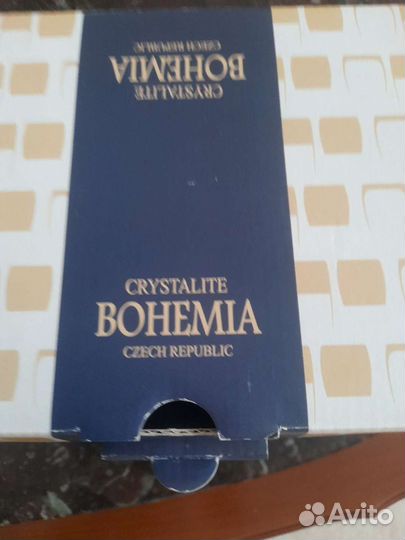 BOHEMIA
CZECH REPUBLIC
CRYSTALITE
CRYSTALITE
BOHEMIA
CZECH REPUBLIC
Avito